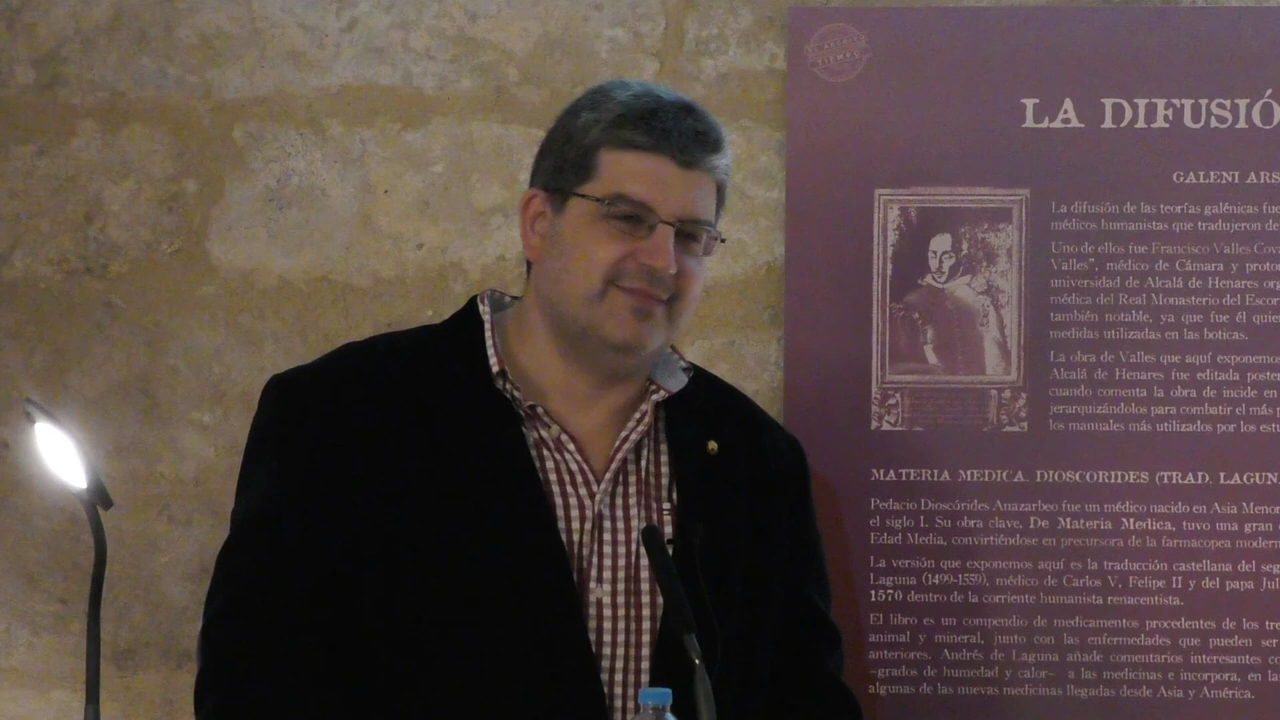 EL ARCHIVO
TIEMPO
LA DIFUSIÓ
GALENI ARS
La difusión de las teorías galénicas fue
médicos humanistas que tradujeron de
Uno de ellos fue Francisco Valles Cov
Valles", médico de Cámara y proto
universidad de Alcalá de Henares org
médica del Real Monasterio del Escor
también notable, ya que fue él quie
medidas utilizadas en las boticas.
La obra de Valles que aquí exponemos
Alcalá de Henares fue editada poste
cuando comenta la obra de incide en
jerarquizándolos para combatir el más p
los manuales más utilizados por los estu
MATERIA MEDICA. DIOSCORIDES (TRAD. LAGUN
Pedacio Dioscórides Anazarbeo fue un médico nacido en Asia Menor
el siglo I. Su obra clave, De Materia Medica, tuvo una gran
Edad Media, convirtiéndose en precursora de la farmacopea modern
La versión que exponemos aquí es la traducción castellana del seg
Laguna (1499-1559), médico de Carlos V, Felipe II y del papa Jul
1570 dentro de la corriente humanista renacentista.
El libro es un compendio de medicamentos procedentes de los tre
animal y mineral, junto con las enfermedades que pueden ser
anteriores. Andrés de Laguna añade comentarios interesantes co
-grados de humedad y calor- a las medicinas e incorpora, en las
algunas de las nuevas medicinas llegadas desde Asia y América.